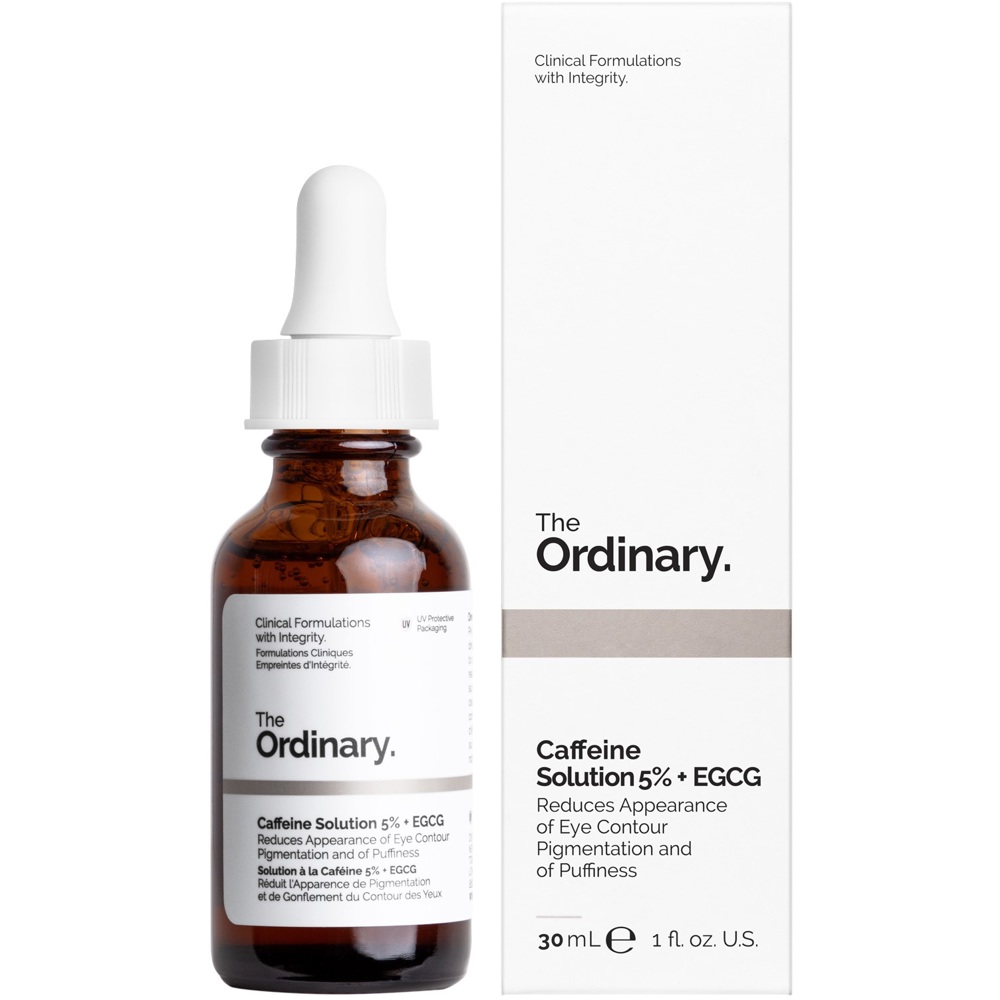 Clinical Formulations
with Integrity.
The
Ordinary.
Caffeine
Solution 5% + EGCG
Reduces Appearance
of Eye Contour
Pigmentation and
of Puffiness
30 mL ℮ 1 fl. oz. U.S.
Clinical Formulations
with Integrity.
Formulations Cliniques
Empreintes d'Intégrité.
UV UV Protective
Packaging
The
Ordinary.
Caffeine Solution 5% + EGCG
Reduces Appearance of Eye Contour
Pigmentation and of Puffiness
Solution à la Caféine 5% + EGCG
Réduit l'Apparence de Pigmentation
et de Gonflement du Contour des Yeux